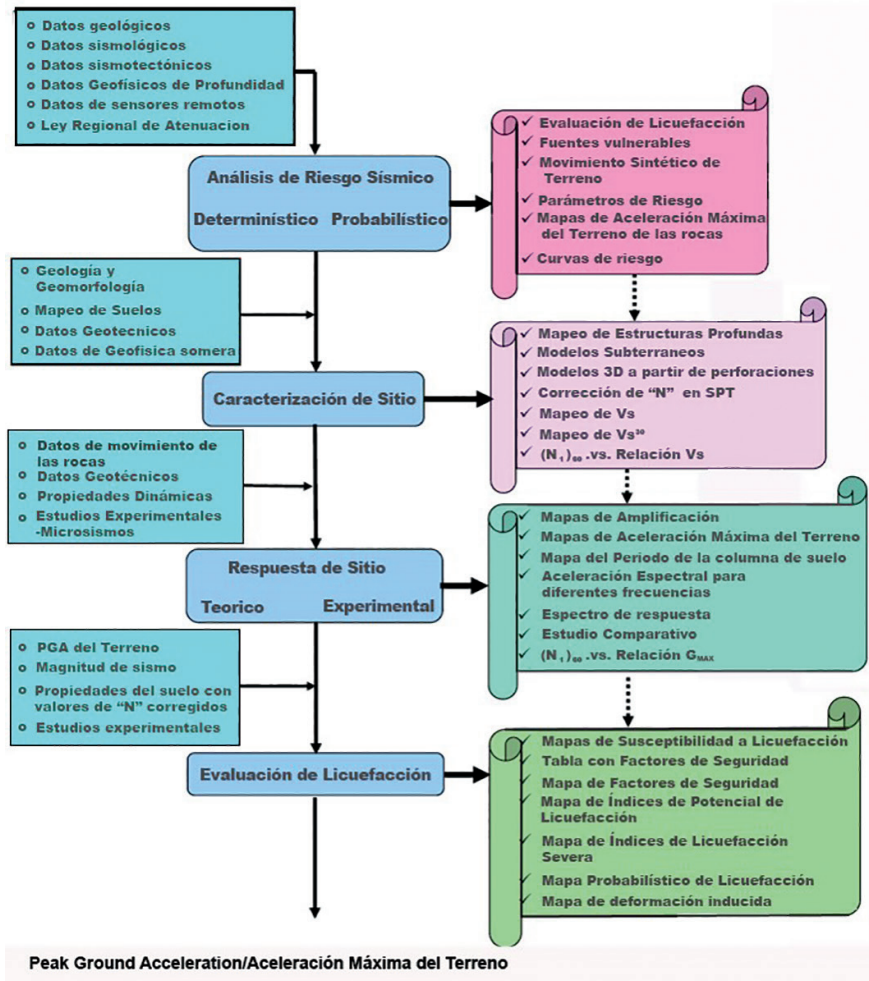 Datos geológicos
Datos sismológicos
Datos sismotectónicos
Datos Geofísicos de Profundidad
Datos de sensores remotos
Ley Regional de Atenuacion
Análisis de Riesgo Sísmico
Determinístico Probabilístico
Evaluación de Licuefacción
Fuentes vulnerables
Movimiento Sintético de
Terreno
Parámetros de Riesgo
Mapas de Aceleración Máxima
del Terreno de las rocas
Curvas de riesgo
Geología y
Geomorfología
Mapeo de Suelos
Datos Geotecnicos
Datos de Geofisica somera
Caracterización de Sitio
Mapeo de Estructuras Profundas
Modelos Subterraneos
Modelos 3D a partir de perforaciones
Corrección de “N” en SPT
Mapeo de Vs
Mapeo de Vs³⁰
(N₁)₆₀ .vs. Relación Vs
Datos de movimiento de
las rocas
Datos Geotécnicos
Propiedades Dinámicas
Estudios Experimentales
-Microsismos
Respuesta de Sitio
Teorico Experimental
Mapas de Amplificación
Mapas de Aceleración Máxima del Terreno
Mapa del Periodo de la columna de suelo
Aceleración Espectral para
diferentes frecuencias
Espectro de respuesta
Estudio Comparativo
(N₁)₆₀ .vs. Relación GMAX
PGA del Terreno
Magnitud de sismo
Propiedades del suelo con
valores de “N” corregidos
Estudios experimentales
Evaluación de Licuefacción
Mapas de Susceptibilidad a Licuefacción
Tabla con Factores de Seguridad
Mapa de Factores de Seguridad
Mapa de Índices de Potencial de
Licuefacción
Mapa de Índices de Licuefacción
Severa
Mapa Probabilístico de Licuefacción
Mapa de deformación inducida
Peak Ground Acceleration/Aceleración Máxima del Terreno